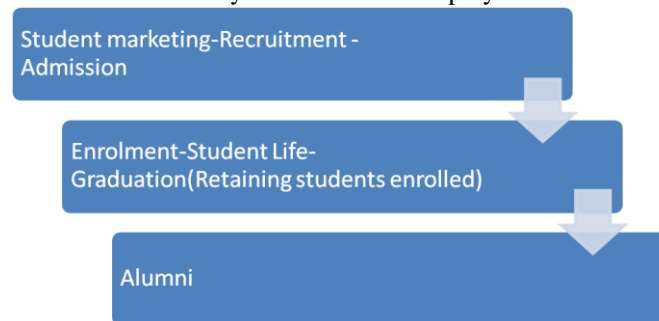 Student marketing-Recruitment -
Admission
Enrolment-Student Life-
Graduation(Retaining students enrolled)
Alumni